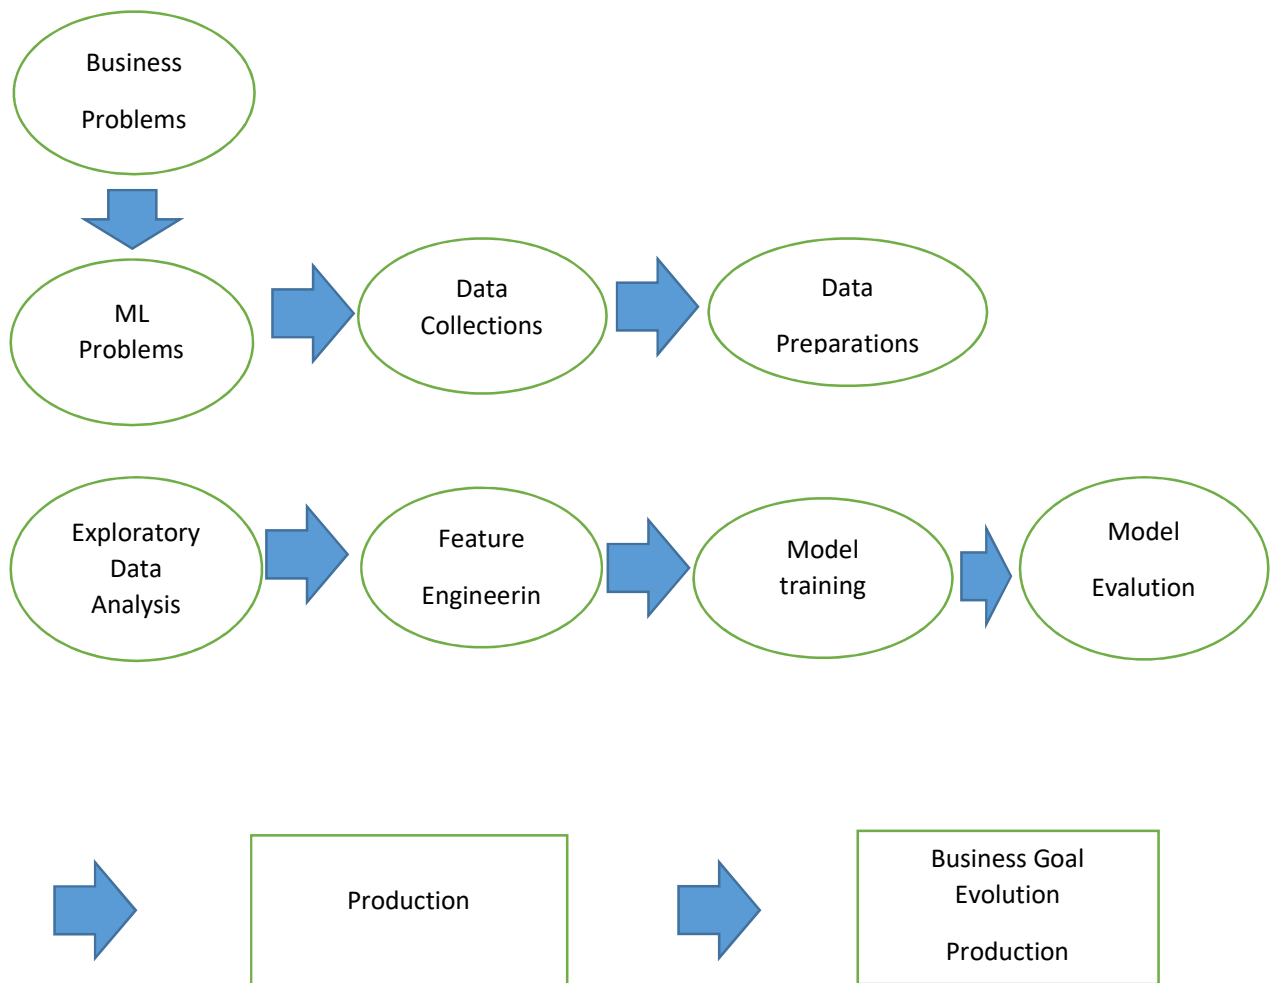 Business
Problems
ML
Problems
Data
Collections
Data
Preparations
Exploratory
Data
Analysis
Feature
Engineerin
Model
training
Model
Evalution
Production
Business Goal
Evolution
Production